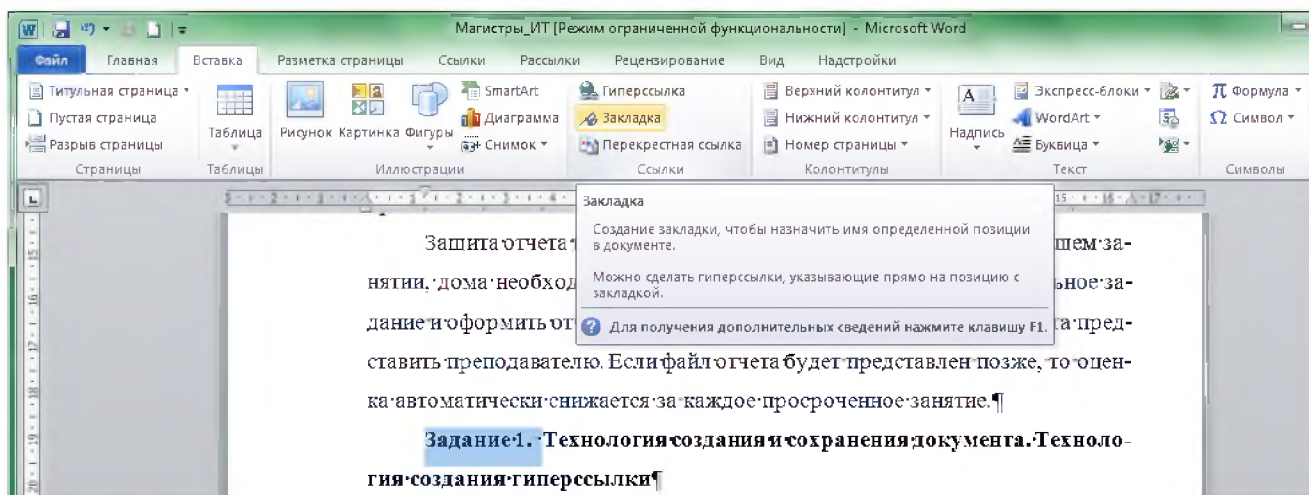 Магистры_ИТ [Режим ограниченной функциональности] - Microsoft Word
Файл Главная Вставка Разметка страницы Ссылки Рассылки Рецензирование Вид Надстройки
Титульная страница
Пустая страница
Разрыв страницы
Страницы
Таблица
Таблицы
Рисунок Картинка Фигуры
SmartArt
Диаграмма
Снимок
Иллюстрации
Гиперссылка
Закладка
Перекрестная ссылка
Ссылки
Верхний колонтитул
Нижний колонтитул
Номер страницы
Колонтитулы
Надпись
Экспресс-блоки
WordArt
Буквица
Текст
π Формула
Ω Символ
Символы
Закладка
Создание закладки, чтобы назначить имя определенной позиции
в документе.
Можно сделать гиперссылки, указывающие прямо на позицию с
закладкой.
Для получения дополнительных сведений нажмите клавишу F1.
Защита отчета шем за-
нятии, дома необход ьное за-
дание и оформить от та пред-
ставить преподавателю. Если файл отчета будет представлен позже, то оцен-
ка автоматически снижается за каждое просроченное занятие.¶
Задание 1. Технология создания и сохранения документа. Техноло-
гия создания гиперссылки¶